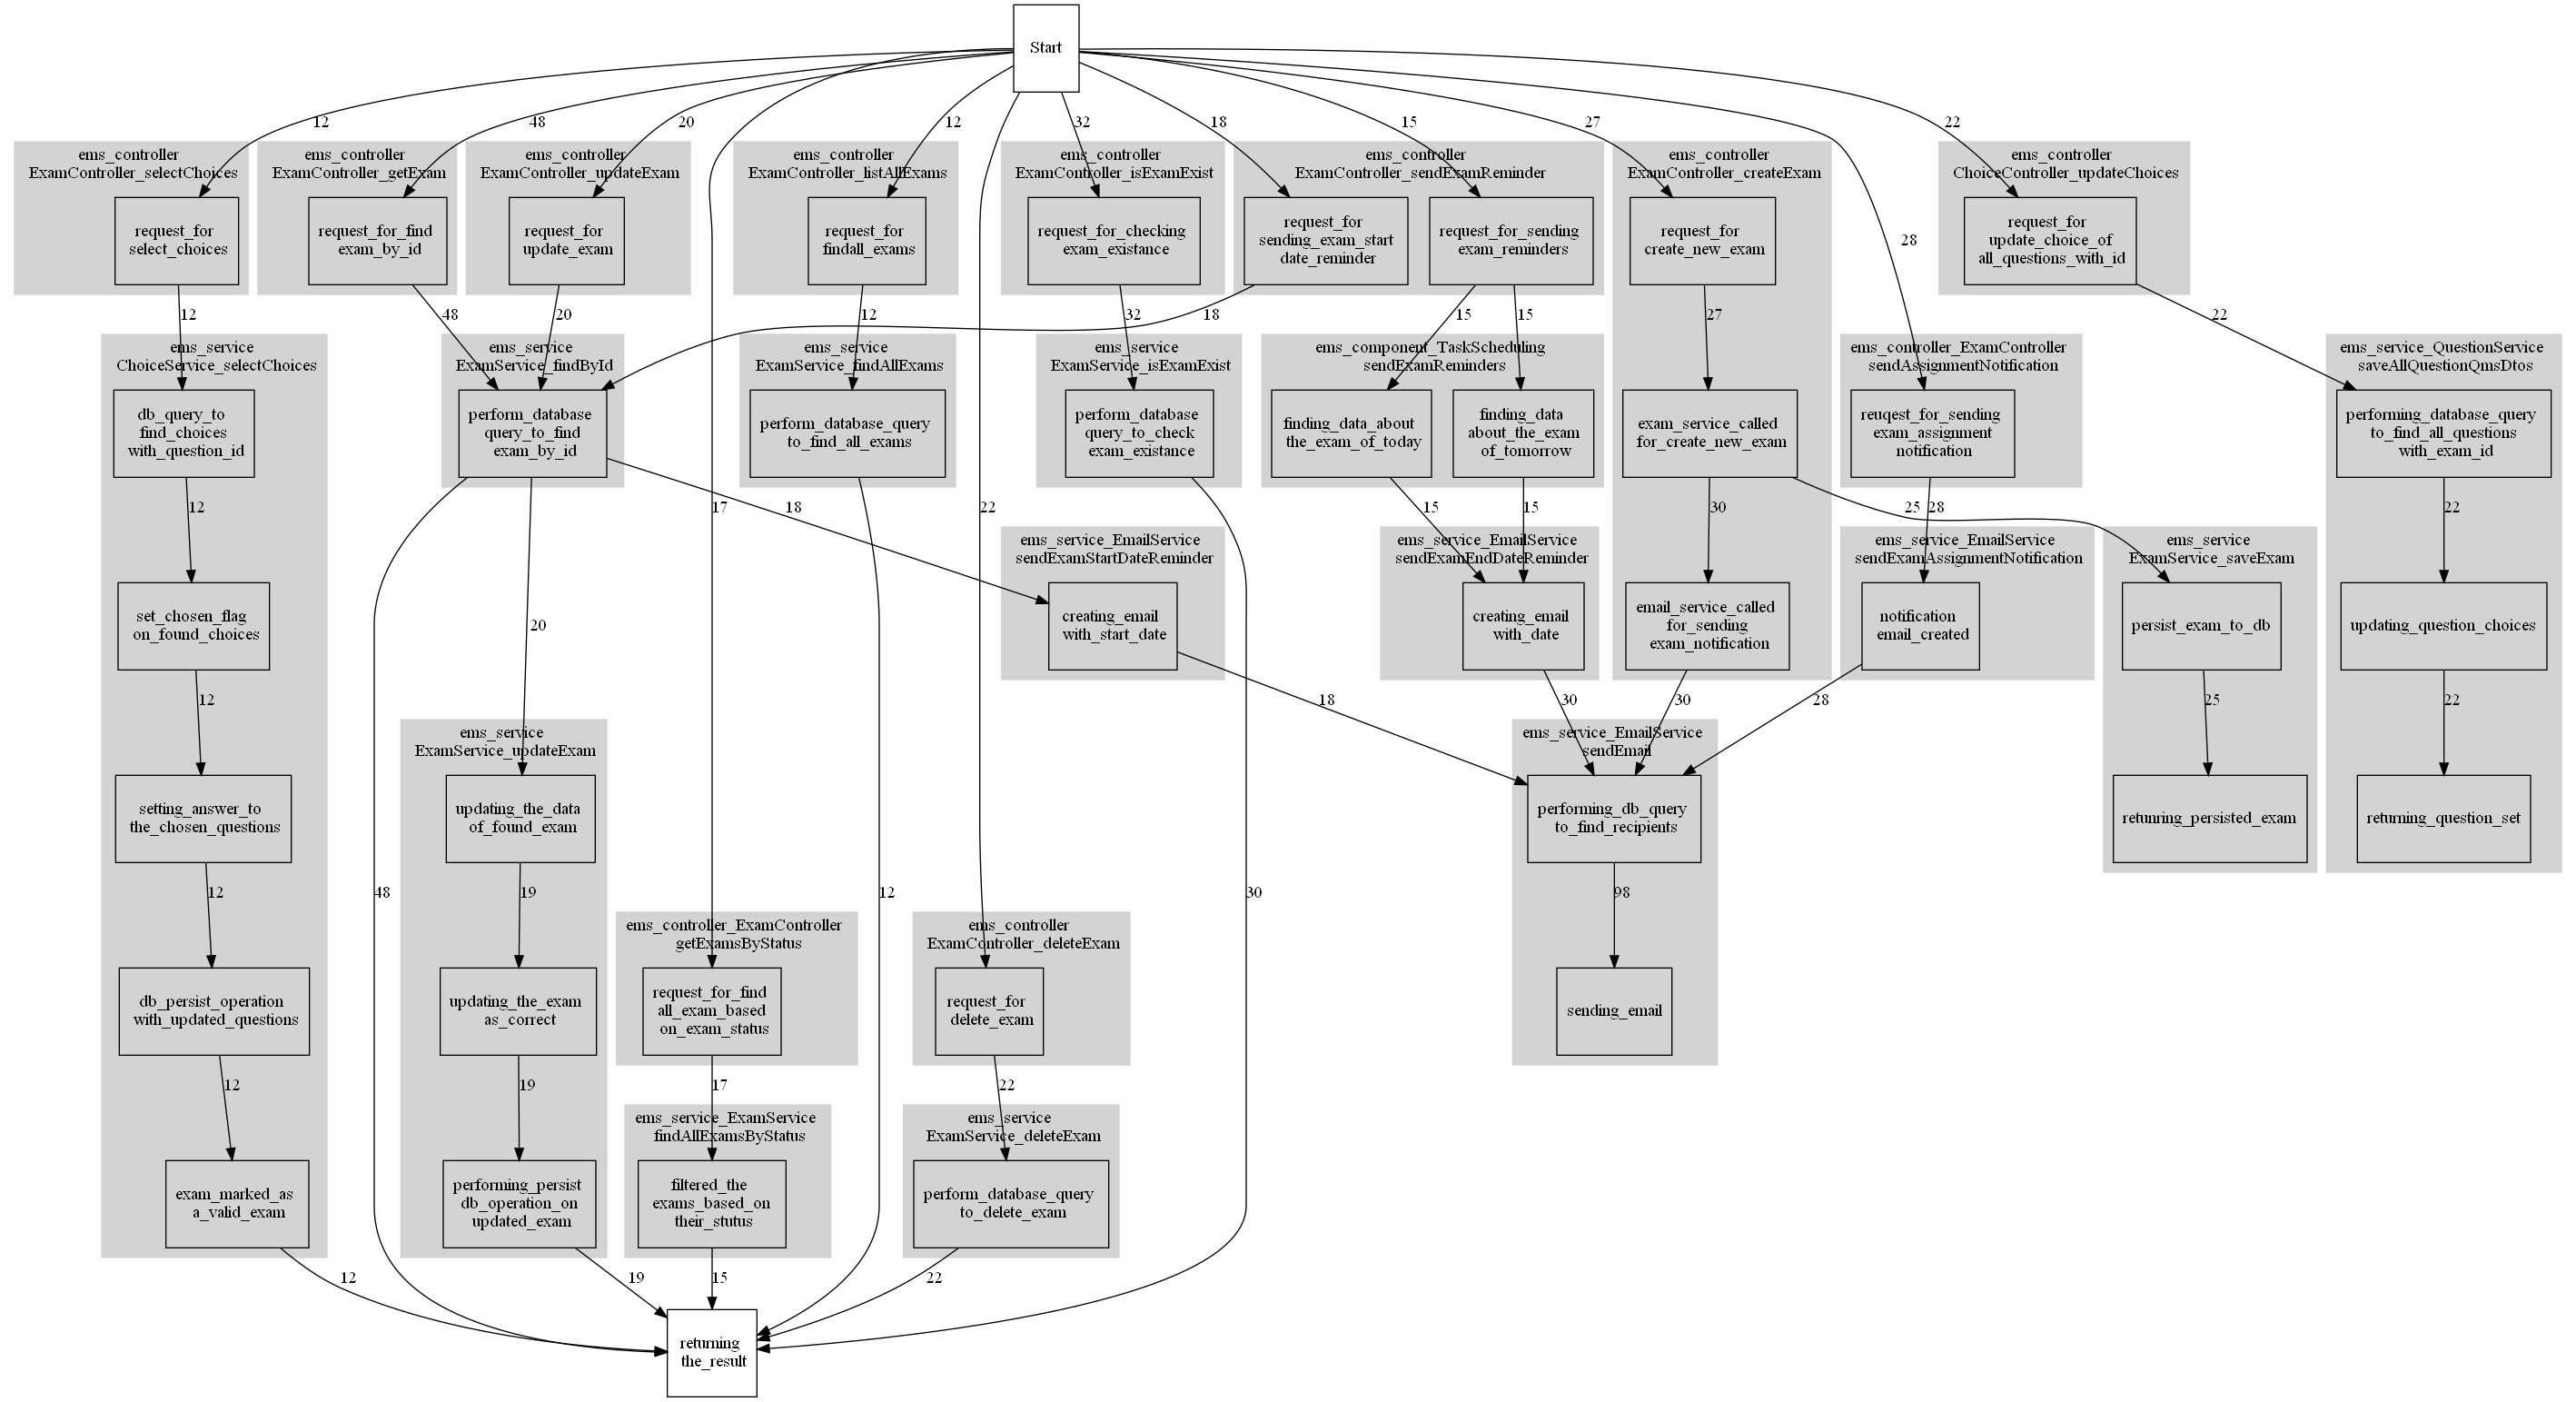 Start
12
48
20
12
32
18
15
27
22
ems_controller
ExamController_selectChoices
ems_controller
ExamController_getExam
ems_controller
ExamController_updateExam
ems_controller
ExamController_listAllExams
ems_controller
ExamController_isExamExist
ems_controller
ExamController_sendExamReminder
ems_controller
ExamController_createExam
ems_controller
ChoiceController_updateChoices
request_for
select_choices
request_for_find
exam_by_id
request_for
update_exam
request_for
findall_exams
request_for_checking
exam_existance
request_for
sending_exam_start
date_reminder
request_for_sending
exam_reminders
request_for
create_new_exam
28
request_for
update_choice_of
all_questions_with_id
12
48
20
12
32
18
15
15
27
22
ems_service
ChoiceService_selectChoices
ems_service
ExamService_findById
ems_service
ExamService_findAllExams
ems_service
ExamService_isExamExist
ems_component_TaskScheduling
sendExamReminders
ems_controller_ExamController
sendAssignmentNotification
ems_service_QuestionService
saveAllQuestionQmsDtos
db_query_to
find_choices
with_question_id
perform_database
query_to_find
exam_by_id
perform_database_query
to_find_all_exams
perform_database
query_to_check
exam_existance
finding_data_about
the_exam_of_today
finding_data
about_the_exam
of_tomorrow
exam_service_called
for_create_new_exam
reuqest_for_sending
exam_assignment
notification
performing_database_query
to_find_all_questions
with_exam_id
12
17
18
22
15
15
30
25
28
22
ems_service_EmailService
sendExamStartDateReminder
ems_service_EmailService
sendExamEndDateReminder
ems_service_EmailService
sendExamAssignmentNotification
ems_service
ExamService_saveExam
set_chosen_flag
on_found_choices
20
creating_email
with_start_date
creating_email
with_date
email_service_called
for_sending
exam_notification
notification
email_created
persist_exam_to_db
updating_question_choices
12
18
30
30
28
25
22
ems_service
ExamService_updateExam
ems_service_EmailService
sendEmail
setting_answer_to
the_chosen_questions
updating_the_data
of_found_exam
performing_db_query
to_find_recipients
retunring_persisted_exam
returning_question_set
12
48
19
12
30
98
ems_controller_ExamController
getExamsByStatus
ems_controller
ExamController_deleteExam
db_persist_operation
with_updated_questions
updating_the_exam
as_correct
request_for_find
all_exam_based
on_exam_status
request_for
delete_exam
sending_email
12
19
17
22
ems_service_ExamService
findAllExamsByStatus
ems_service
ExamService_deleteExam
exam_marked_as
a_valid_exam
performing_persist
db_operation_on
updated_exam
filtered_the
exams_based_on
their_stutus
perform_database_query
to_delete_exam
12
19
15
22
returning
the_result